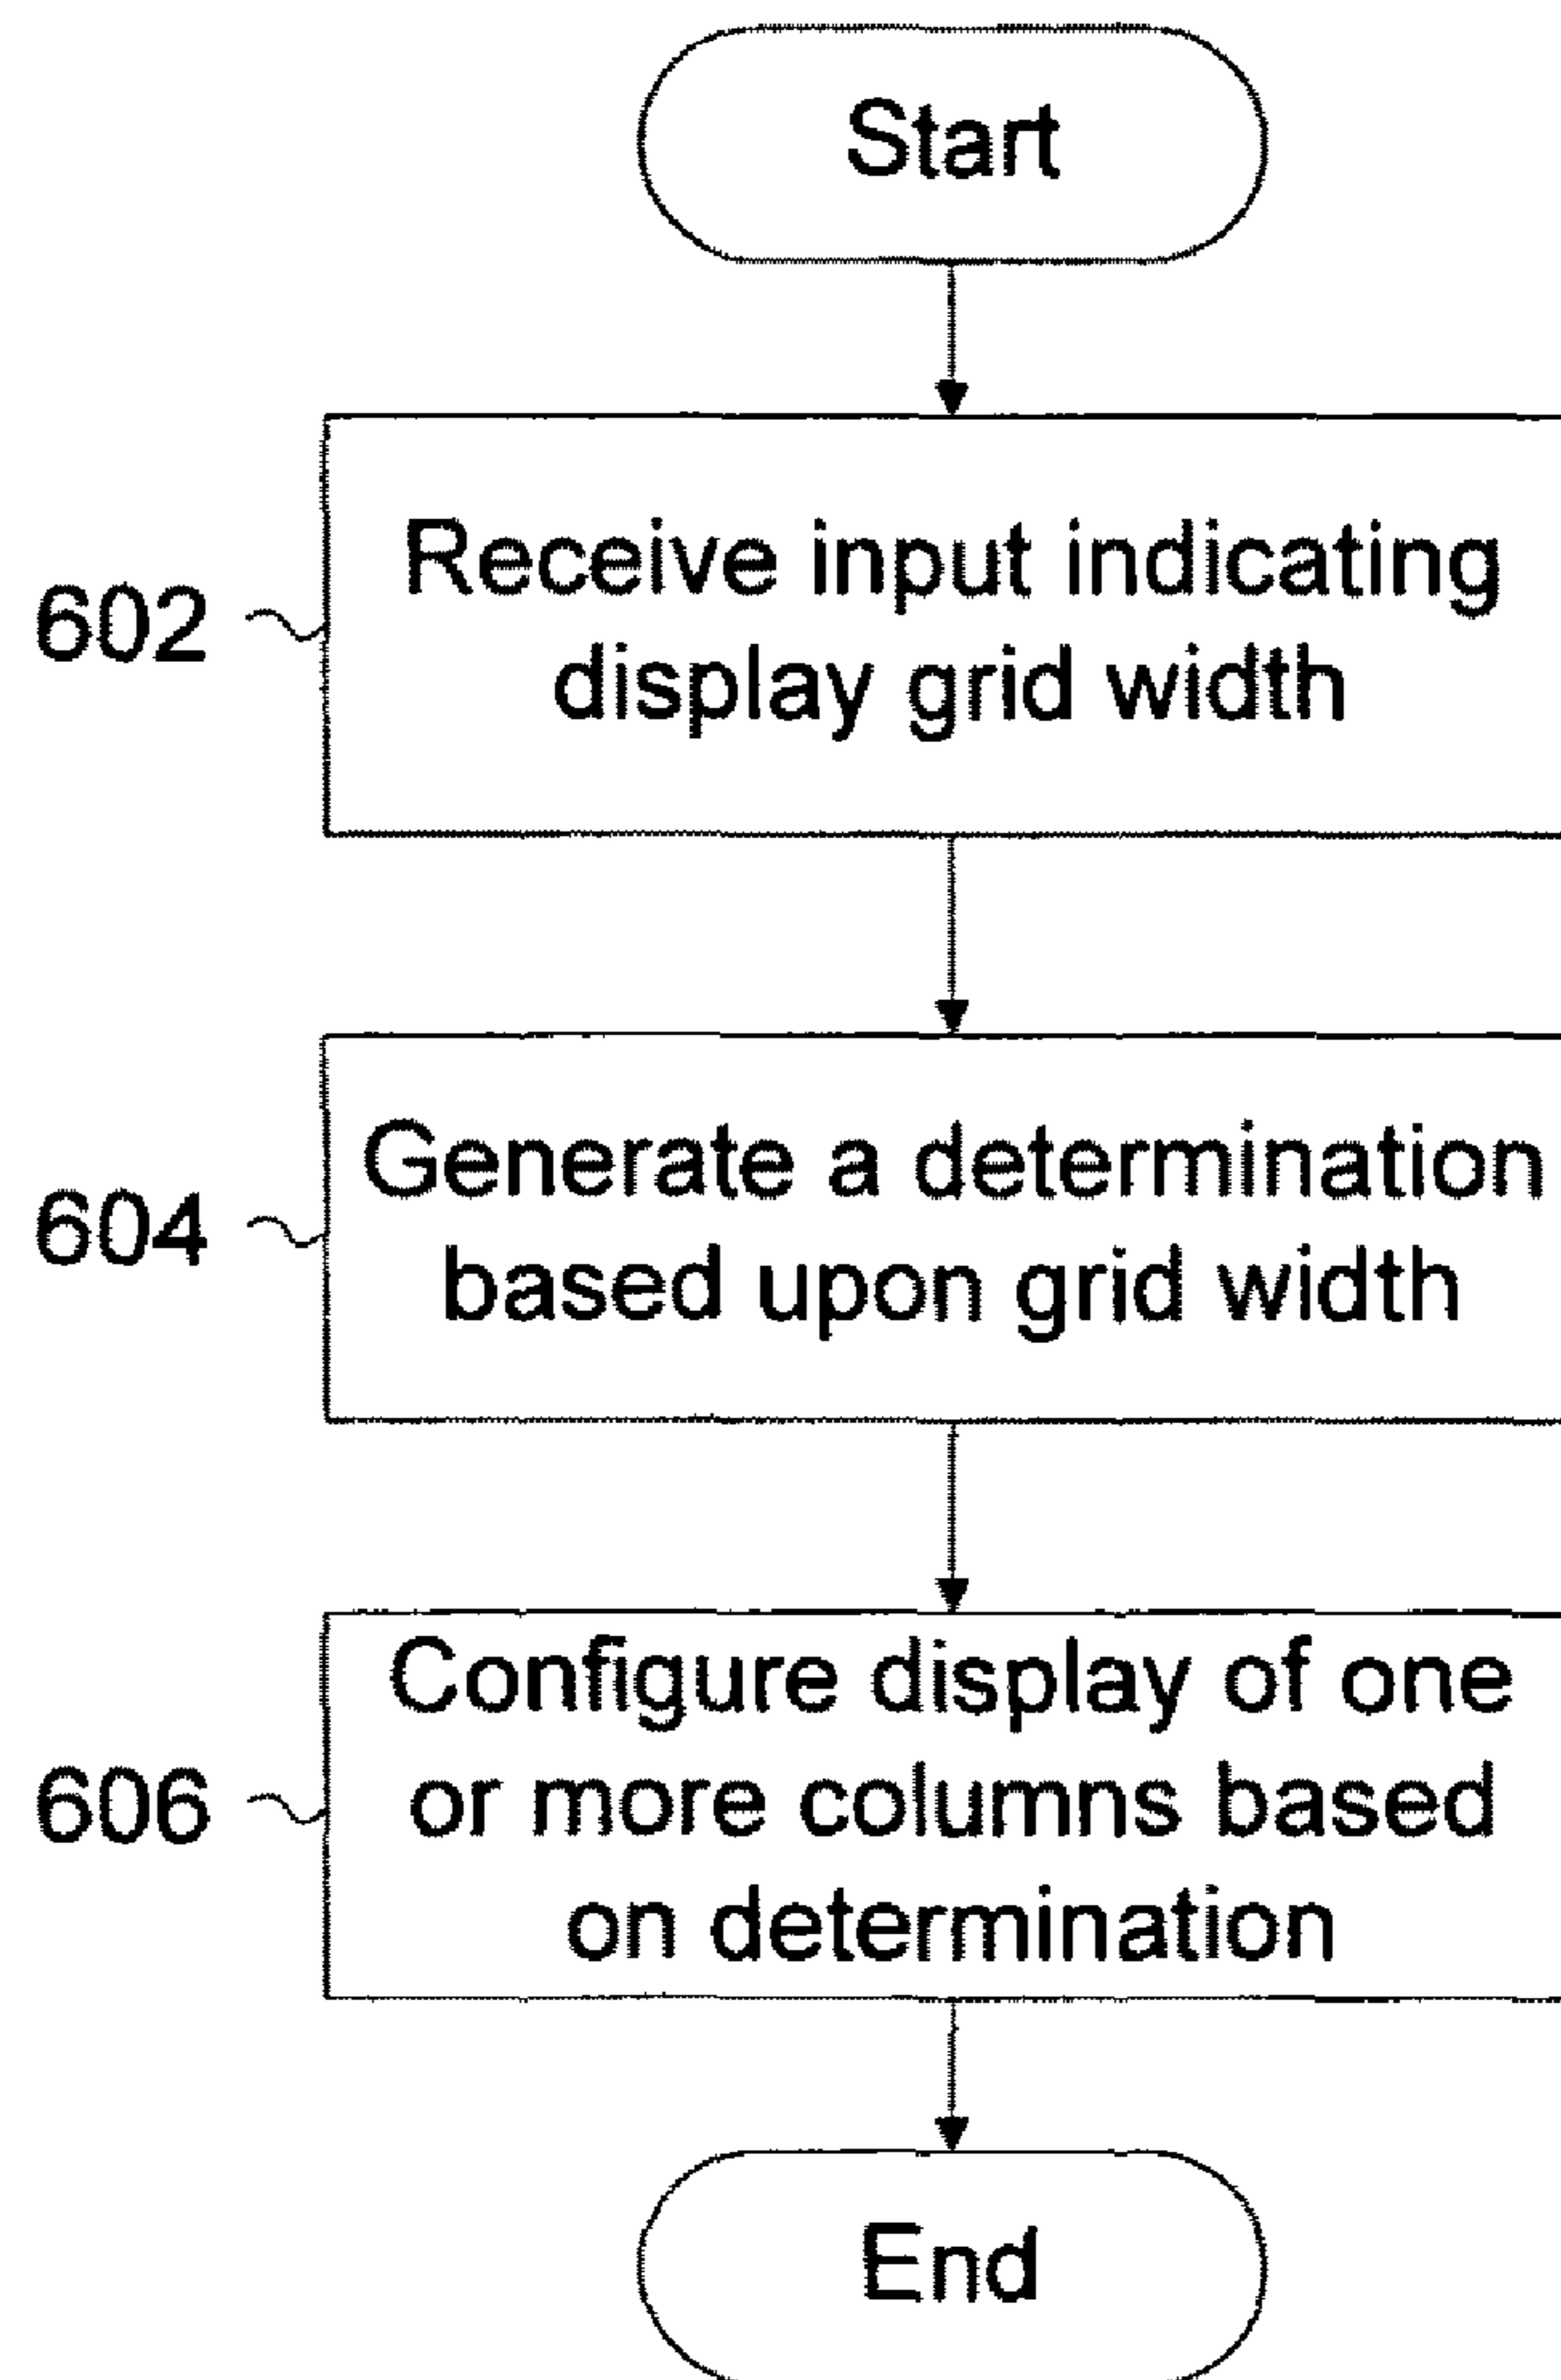 Start
602
Receive input indicating
display grid width
604
Generate a determination
based upon grid width
606
Configure display of one
or more columns based
on determination
End